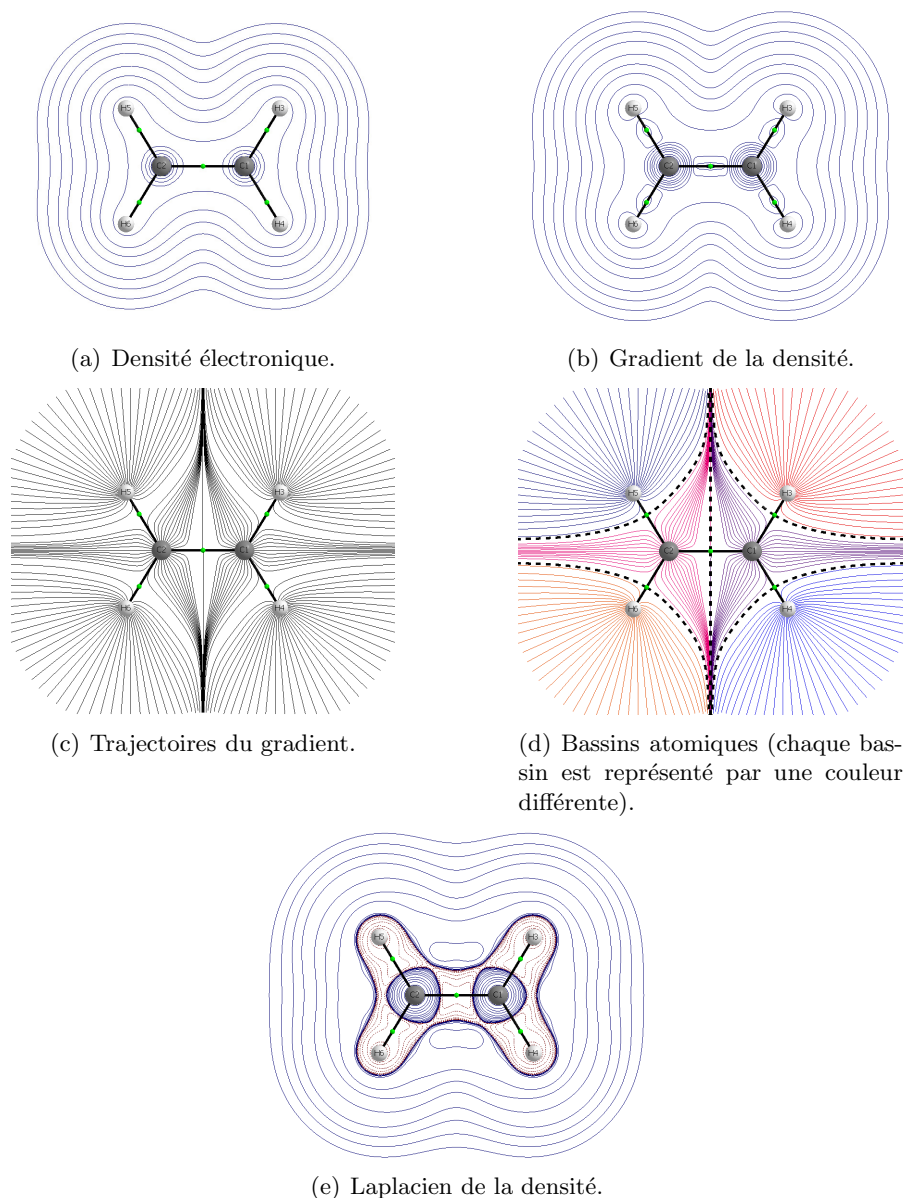 H5 H3
C2 C1
H6 H4
H5 H3
C2 C1
H6 H4
(a) Densité électronique.
(b) Gradient de la densité.
H5 H3
C2 C1
H6 H4
H5 H3
C2 C1
H6 H4
(c) Trajectoires du gradient.
(d) Bassins atomiques (chaque bas-
sin est représenté par une couleur
différente).
H5 H3
C2 C1
H6 H4
(e) Laplacien de la densité.